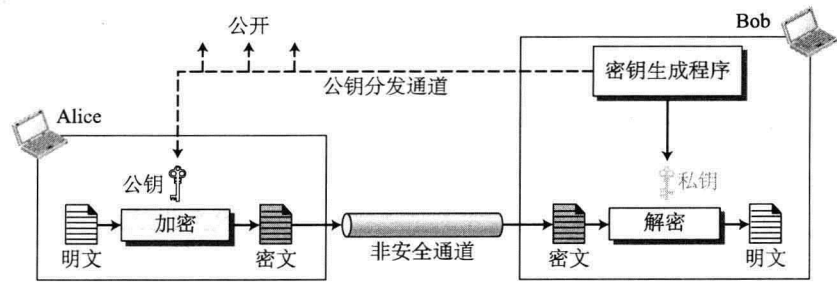 公开
Bob
密钥生成程序
公钥分发通道
Alice
公钥
私钥
加密
解密
明文
密文
非安全通道
密文
明文